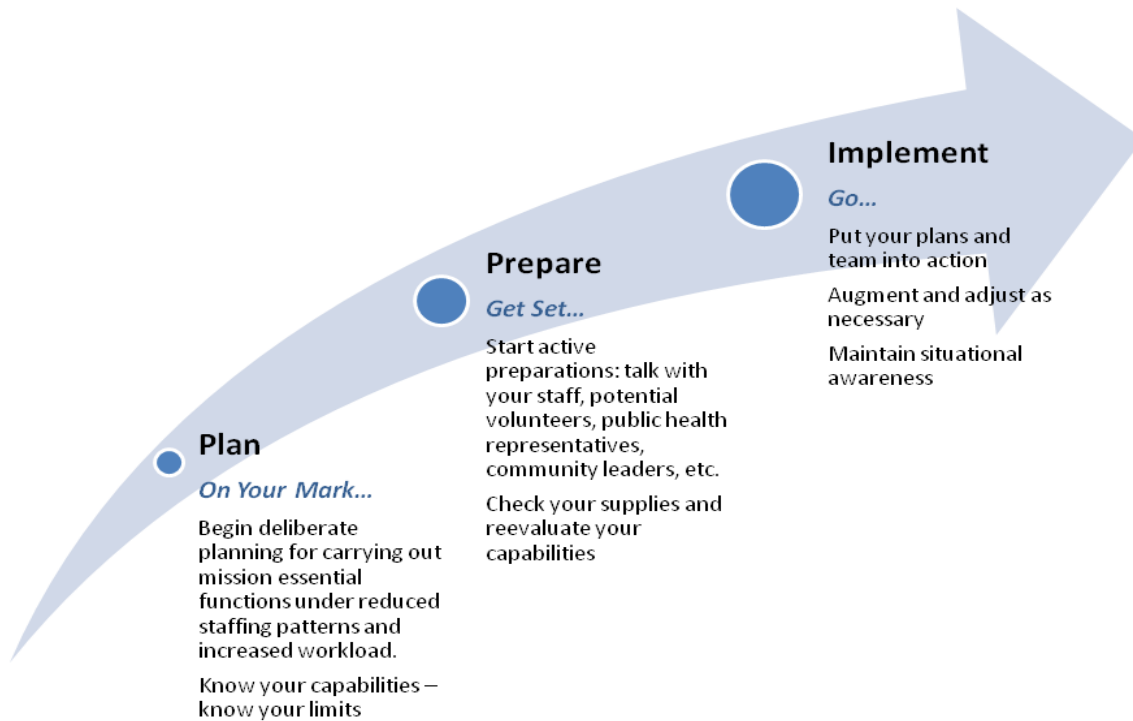 Plan
On Your Mark...
Begin deliberate
planning for carrying out
mission essential
functions under reduced
staffing patterns and
increased workload.
Know your capabilities –
know your limits
Prepare
Get Set...
Start active
preparations: talk with
your staff, potential
volunteers, public health
representatives,
community leaders, etc.
Check your supplies and
reevaluate your
capabilities
Implement
Go...
Put your plans and
team into action
Augment and adjust as
necessary
Maintain situational
awareness